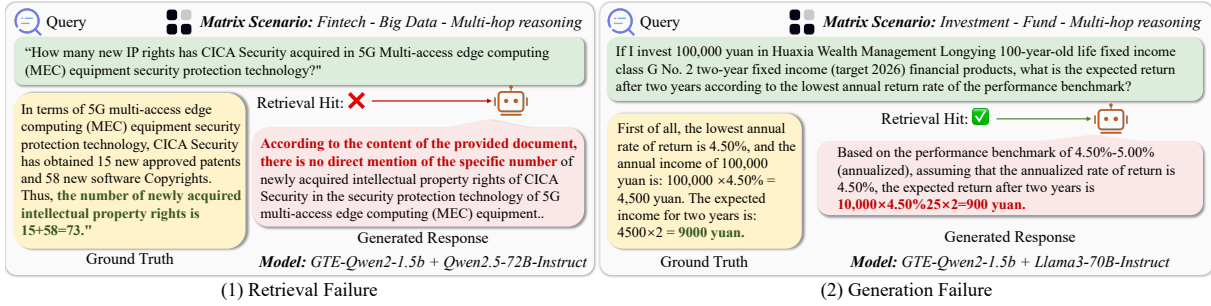 Query
Matrix Scenario: Fintech - Big Data - Multi-hop reasoning
“How many new IP rights has CICA Security acquired in 5G Multi-access edge computing
(MEC) equipment security protection technology?"
In terms of 5G multi-access edge
computing (MEC) equipment security
protection technology, CICA Security
has obtained 15 new approved patents
and 58 new software Copyrights.
Thus, the number of newly acquired
intellectual property rights is
15+58=73."
Ground Truth
Retrieval Hit: ❌
According to the content of the provided document,
there is no direct mention of the specific number of
newly acquired intellectual property rights of CICA
Security in the security protection technology of 5G
multi-access edge computing (MEC) equipment..
Generated Response
Model: GTE-Qwen2-1.5b + Qwen2.5-72B-Instruct
(1) Retrieval Failure
Query
Matrix Scenario: Investment - Fund - Multi-hop reasoning
If I invest 100,000 yuan in Huaxia Wealth Management Longying 100-year-old life fixed income
class G No. 2 two-year fixed income (target 2026) financial products, what is the expected return
after two years according to the lowest annual return rate of the performance benchmark?
First of all, the lowest annual
rate of return is 4.50%, and the
annual income of 100,000
yuan is: 100,000 ×4.50% =
4,500 yuan. The expected
income for two years is:
4500×2 = 9000 yuan.
Ground Truth
Retrieval Hit: ✅
Based on the performance benchmark of 4.50%-5.00%
(annualized), assuming that the annualized rate of return is
4.50%, the expected return after two years is
10,000×4.50%25×2=900 yuan.
Generated Response
Model: GTE-Qwen2-1.5b + Llama3-70B-Instruct
(2) Generation Failure